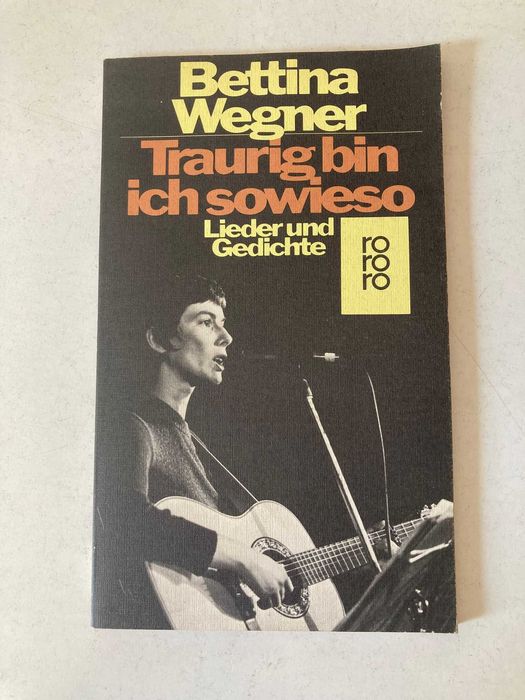 Bettina
Wegner
Traurig bin
ich sowieso
Lieder und
Gedichte
ro
ro
ro